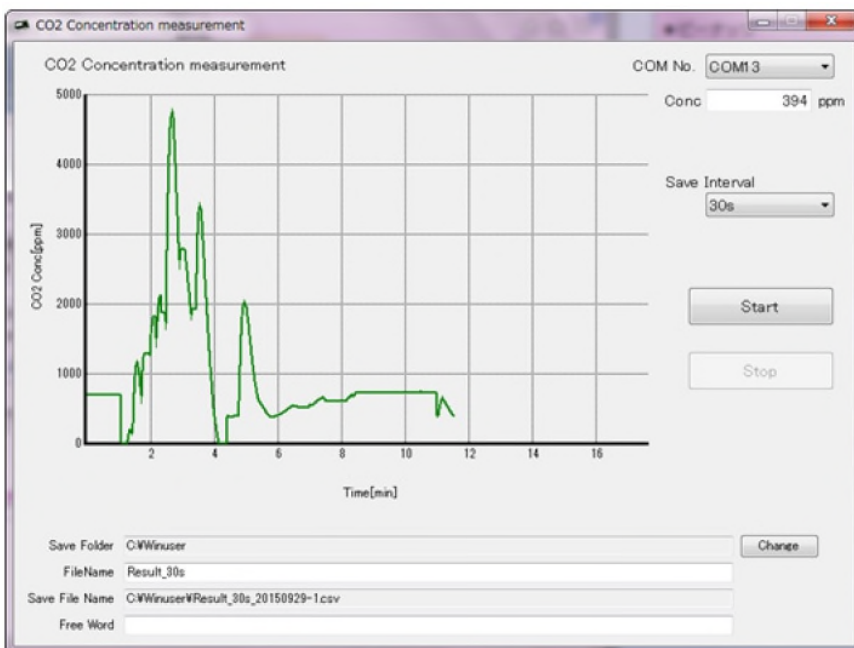 CO2 Concentration measurement
CO2 Concentration measurement
COM No. COM13
Conc 394 ppm
Save Interval
30s
Start
Stop
CO2 Conc[ppm]
5000
4000
3000
2000
1000
0
2 4 6 8 10 12 14 16
Time[min]
Save Folder C:¥Winuser Change
FileName Result_30s
Save File Name C:¥Winuser¥Result_30s_20150929-1.csv
Free Word